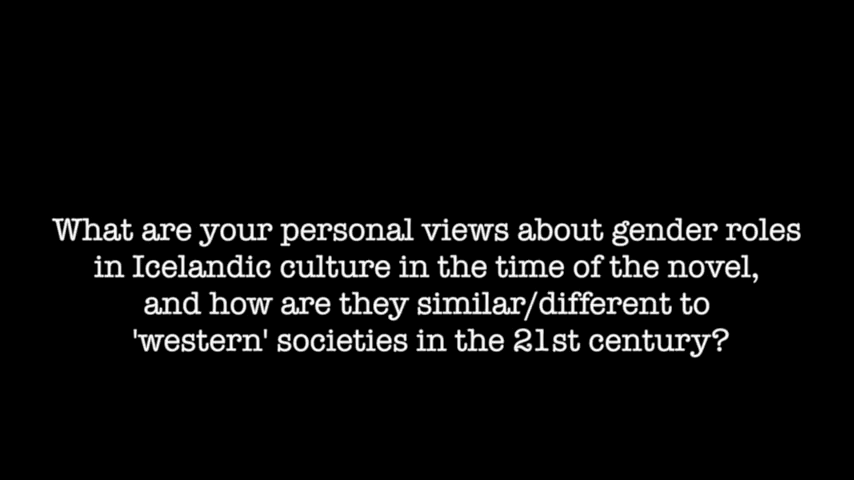 What are your personal views about gender roles
in Icelandic culture in the time of the novel,
and how are they similar/different to
'western' societies in the 21st century?